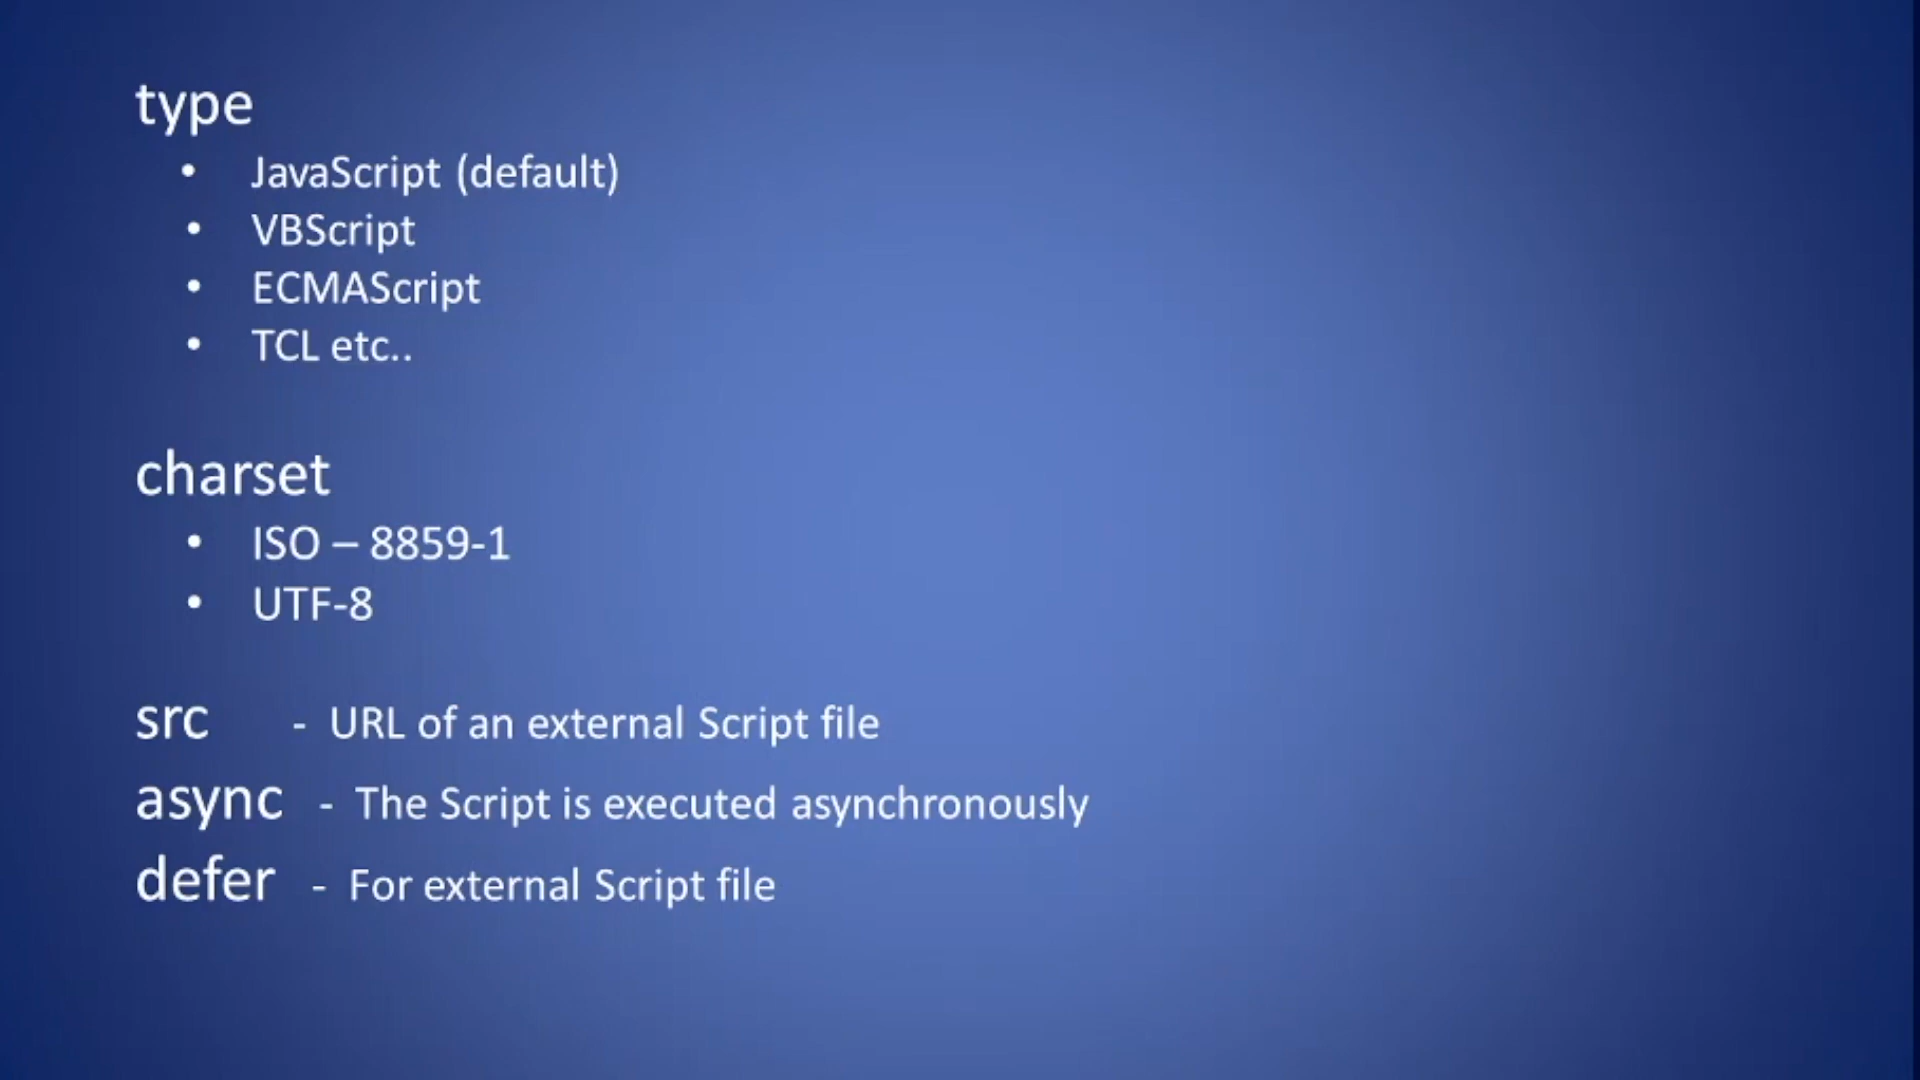 type
• JavaScript (default)
• VBScript
• ECMAScript
• TCL etc..
charset
• ISO – 8859-1
• UTF-8
src - URL of an external Script file
async - The Script is executed asynchronously
defer - For external Script file